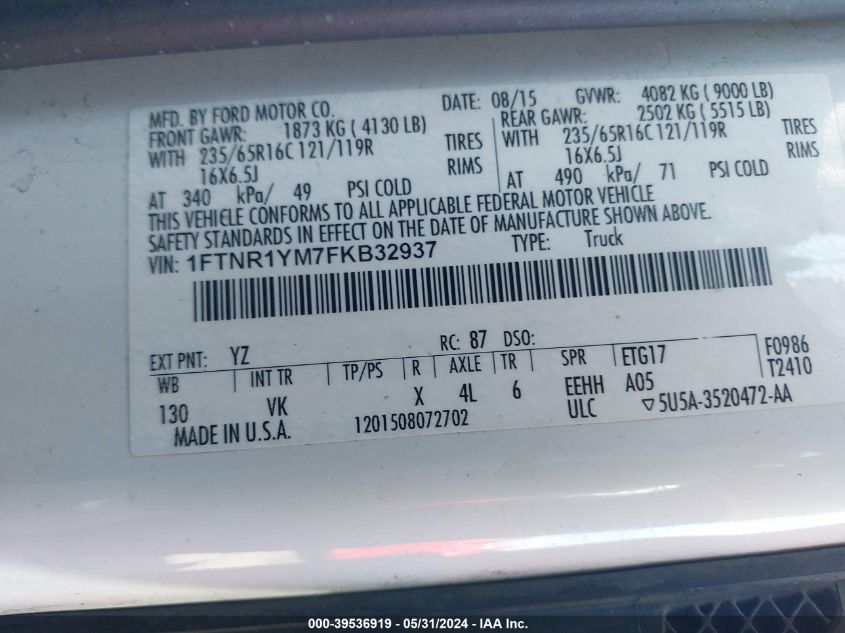 MFD. BY FORD MOTOR CO. DATE: 08/15 GVWR: 4082 KG ( 9000 LB)
FRONT GAWR: 1873 KG ( 4130 LB) REAR GAWR: 2502 KG ( 5515 LB)
WITH 235/65R16C 121/119R TIRES WITH 235/65R16C 121/119R TIRES
16X6.5J RIMS 16X6.5J RIMS
AT 340 kPa/ 49 PSI COLD AT 490 kPa/ 71 PSI COLD
THIS VEHICLE CONFORMS TO ALL APPLICABLE FEDERAL MOTOR VEHICLE
SAFETY STANDARDS IN EFFECT ON THE DATE OF MANUFACTURE SHOWN ABOVE.
VIN: 1FTNR1YM7FKB32937 TYPE: Truck
EXT PNT: YZ RC: 87 DSO: F0986
WB INT TR TP/PS R AXLE TR SPR ETG17 T2410
130 VK X 4L 6 EEHH A05
MADE IN U.S.A. 1201508072702 ULC ▽5U5A-3520472-AA
000-39536919 / 05/31/2024 - Copyright IAA, Inc.